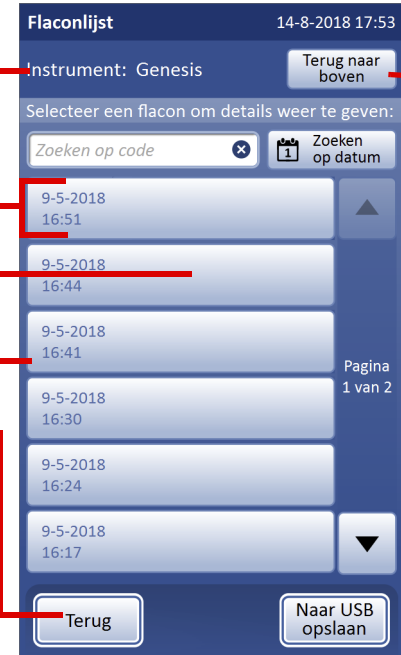 Flaconlijst 14-8-2018 17:53
Instrument: Genesis
Terug naar
boven
Selecteer een flacon om details weer te geven:
Zoeken op code
1
Zoeken
op datum
9-5-2018
16:51
9-5-2018
16:44
9-5-2018
16:41
9-5-2018
16:30
9-5-2018
16:24
9-5-2018
16:17
Pagina
1 van 2
Terug
Naar USB
opslaan